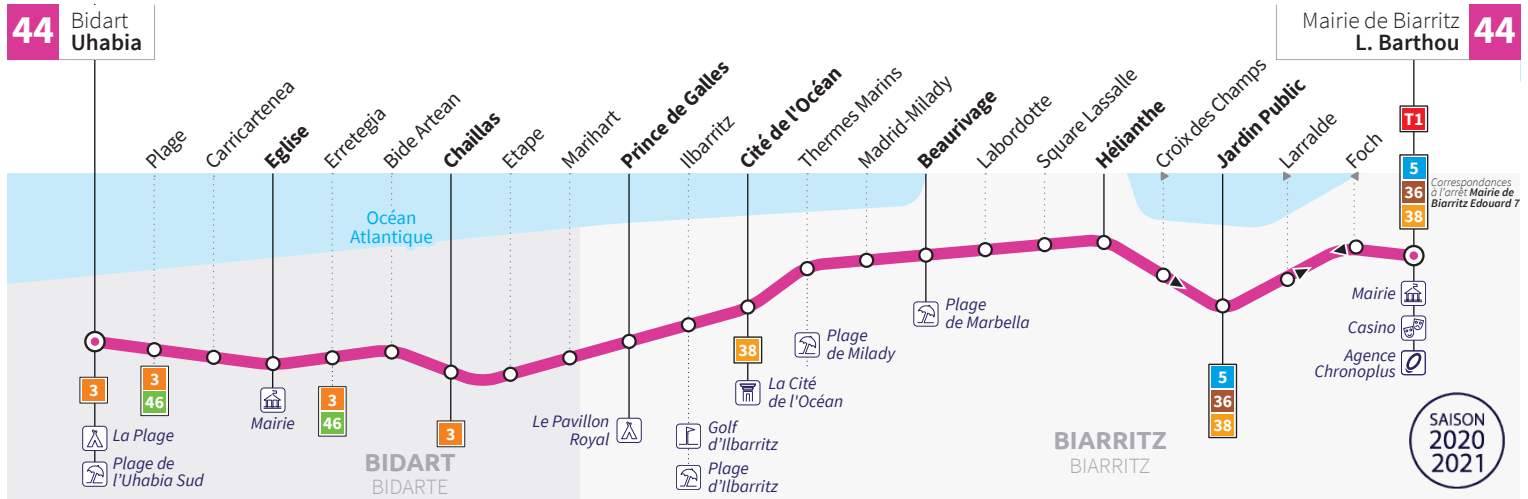 44
Bidart
Uhabia
Mairie de Biarritz
L. Barthou
44
Plage
Carricartenea
Eglise
Erretegia
Bide Artean
Chaillas
Etape
Marihart
Prince de Galles
Ilbarritz
Cité de l'Océan
Thermes Marins
Madrid-Milady
Beaurivage
Labordotte
Square Lassalle
Hélianthe
Croix des Champs
Jardin Public
Larralde
Foch
T1
5
36
38
Correspondances
à l'arrêt Mairie de
Biarritz Edouard 7
Océan
Atlantique
3
La Plage
Plage de
l'Uhabia Sud
3
46
Mairie
3
46
3
Le Pavillon
Royal
Golf
d'Ilbarritz
Plage
d'Ilbarritz
38
La Cité
de l'Océan
Plage
de Milady
Plage
de Marbella
5
36
38
Mairie
Casino
Agence
Chronoplus
BIDART
BIDARTE
BIARRITZ
BIARRITZ
SAISON
2020
2021